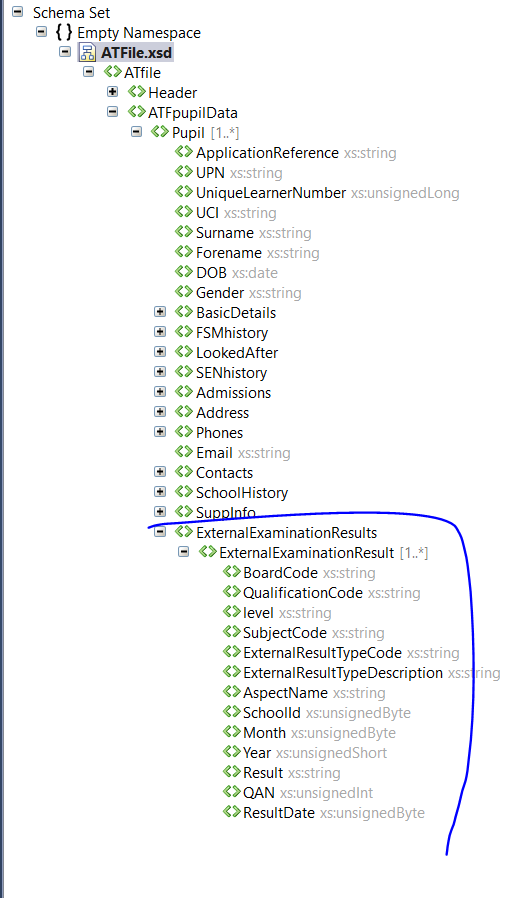 Schema Set
{ } Empty Namespace
ATFile.xsd
ATfile
Header
ATFpupilData
Pupil [1..*]
ApplicationReference xs:string
UPN xs:string
UniqueLearnerNumber xs:unsignedLong
UCI xs:string
Surname xs:string
Forename xs:string
DOB xs:date
Gender xs:string
BasicDetails
FSMhistory
LookedAfter
SENhistory
Admissions
Address
Phones
Email xs:string
Contacts
SchoolHistory
SuppInfo
ExternalExaminationResults
ExternalExaminationResult [1..*]
BoardCode xs:string
QualificationCode xs:string
level xs:string
SubjectCode xs:string
ExternalResultTypeCode xs:string
ExternalResultTypeDescription xs:string
AspectName xs:string
SchoolId xs:unsignedByte
Month xs:unsignedByte
Year xs:unsignedShort
Result xs:string
QAN xs:unsignedInt
ResultDate xs:unsignedByte